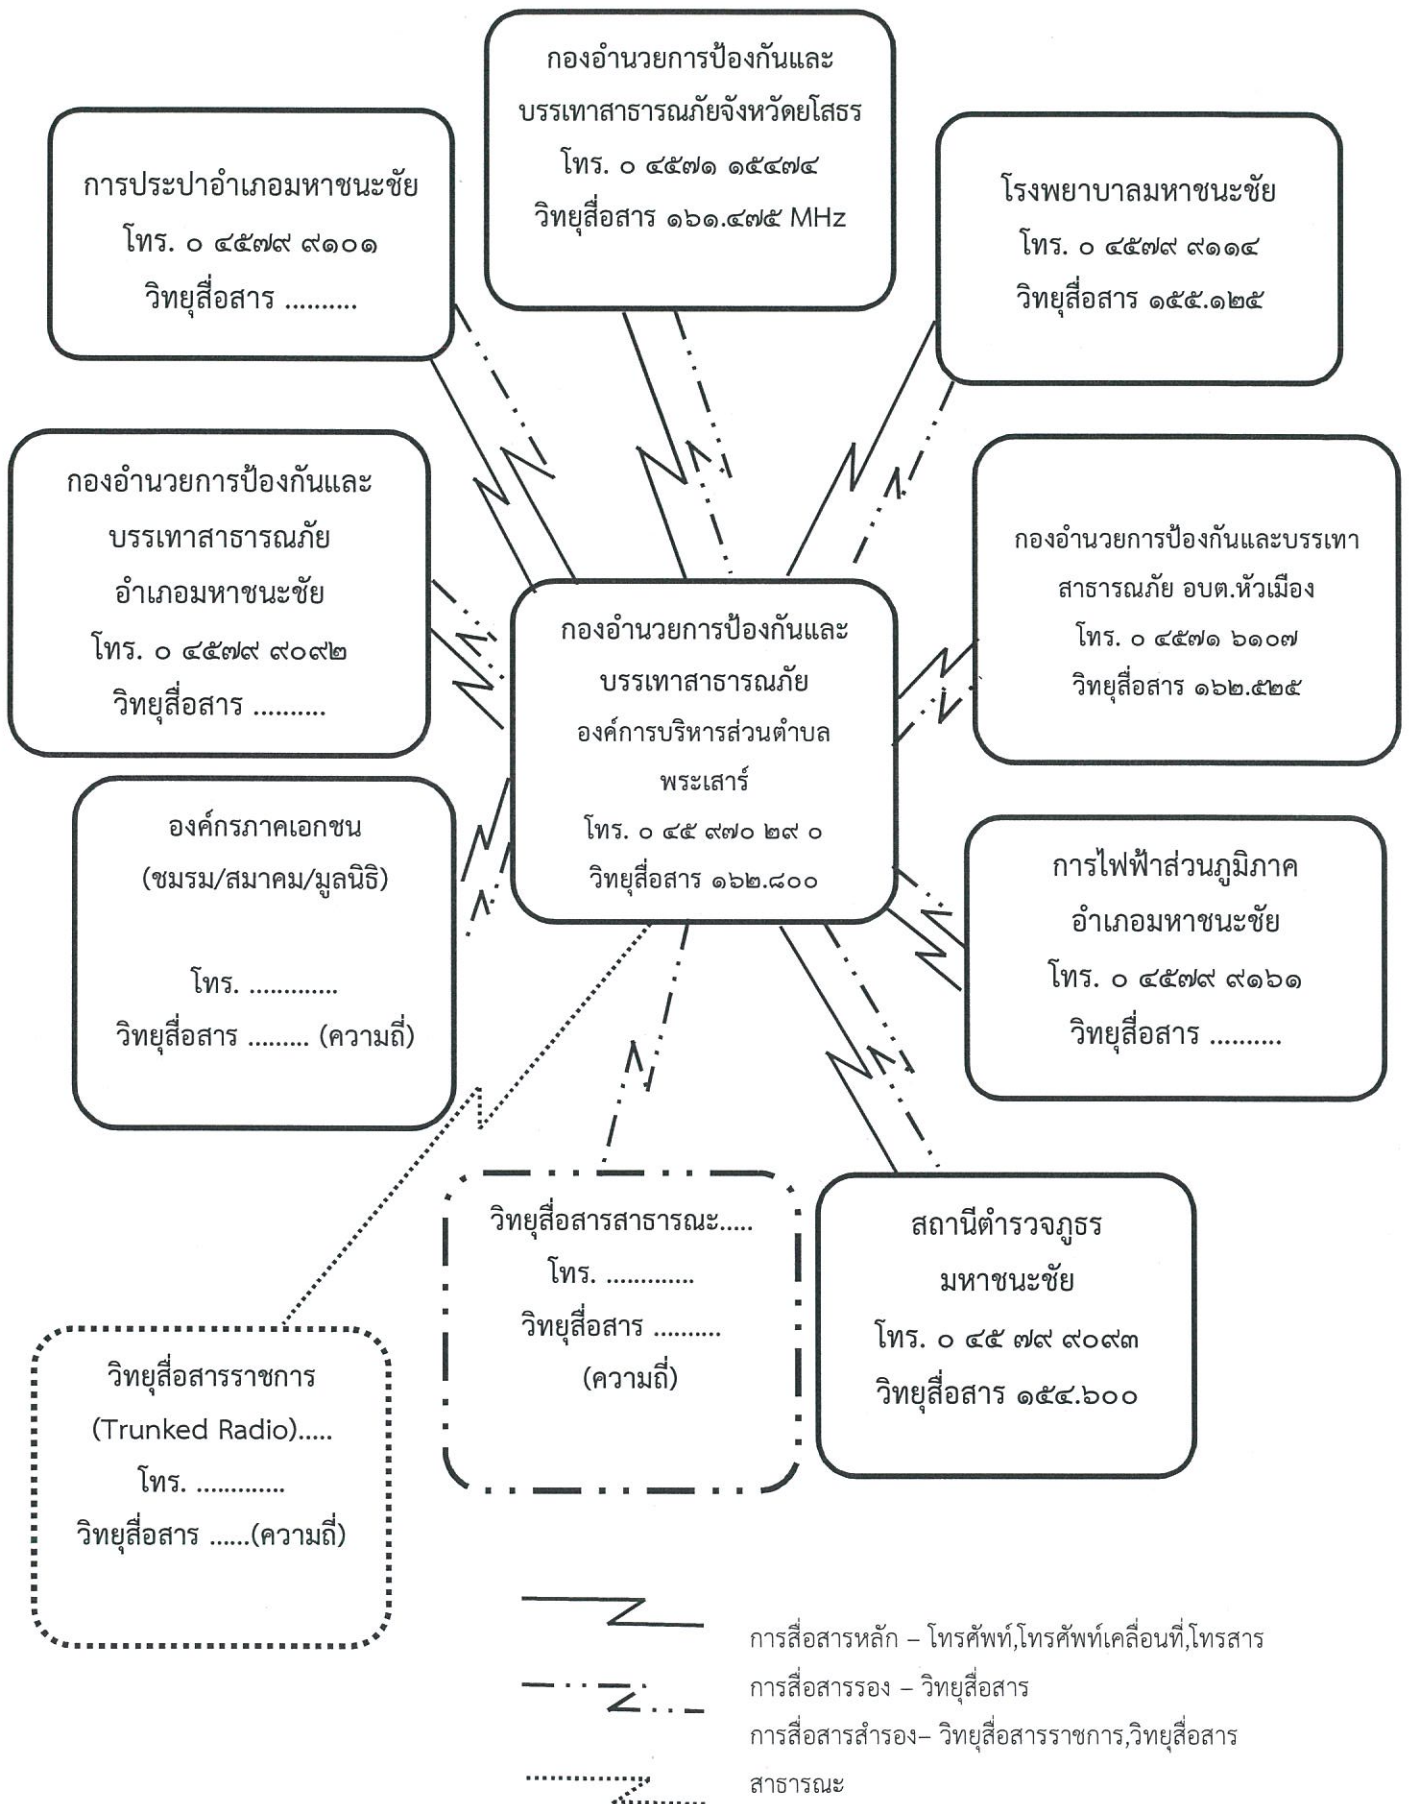 กองอำนวยการป้องกันและ
บรรเทาสาธารณภัยจังหวัดยโสธร
โทร. ๐ ๔๕๗๑ ๑๕๔๗๔
วิทยุสื่อสาร ๑๖๑.๔๗๕ MHz
การประปาอำเภอมหาชนะชัย
โทร. ๐ ๔๕๗๙ ๙๑๐๑
วิทยุสื่อสาร ..........
โรงพยาบาลมหาชนะชัย
โทร. ๐ ๔๕๗๙ ๙๑๑๔
วิทยุสื่อสาร ๑๕๕.๑๒๕
กองอำนวยการป้องกันและ
บรรเทาสาธารณภัย
อำเภอมหาชนะชัย
โทร. ๐ ๔๕๗๙ ๙๐๙๒
วิทยุสื่อสาร ..........
กองอำนวยการป้องกันและบรรเทา
สาธารณภัย อบต.หัวเมือง
โทร. ๐ ๔๕๗๑ ๖๑๐๗
วิทยุสื่อสาร ๑๖๒.๕๒๕
กองอำนวยการป้องกันและ
บรรเทาสาธารณภัย
องค์การบริหารส่วนตำบล
พระเสาร์
โทร. ๐ ๔๕ ๙๗๐ ๒๙ ๐
วิทยุสื่อสาร ๑๖๒.๘๐๐
องค์กรภาคเอกชน
(ชมรม/สมาคม/มูลนิธิ)
โทร. .............
วิทยุสื่อสาร ......... (ความถี่)
การไฟฟ้าส่วนภูมิภาค
อำเภอมหาชนะชัย
โทร. ๐ ๔๕๗๙ ๙๑๖๑
วิทยุสื่อสาร ..........
วิทยุสื่อสารสาธารณะ.....
โทร. .............
วิทยุสื่อสาร ..........
(ความถี่)
สถานีตำรวจภูธร
มหาชนะชัย
โทร. ๐ ๔๕ ๗๙ ๙๐๙๓
วิทยุสื่อสาร ๑๕๔.๖๐๐
วิทยุสื่อสารราชการ
(Trunked Radio).....
โทร. .............
วิทยุสื่อสาร ......(ความถี่)
การสื่อสารหลัก – โทรศัพท์,โทรศัพท์เคลื่อนที่,โทรสาร
การสื่อสารรอง – วิทยุสื่อสาร
การสื่อสารสำรอง– วิทยุสื่อสารราชการ,วิทยุสื่อสาร
สาธารณะ